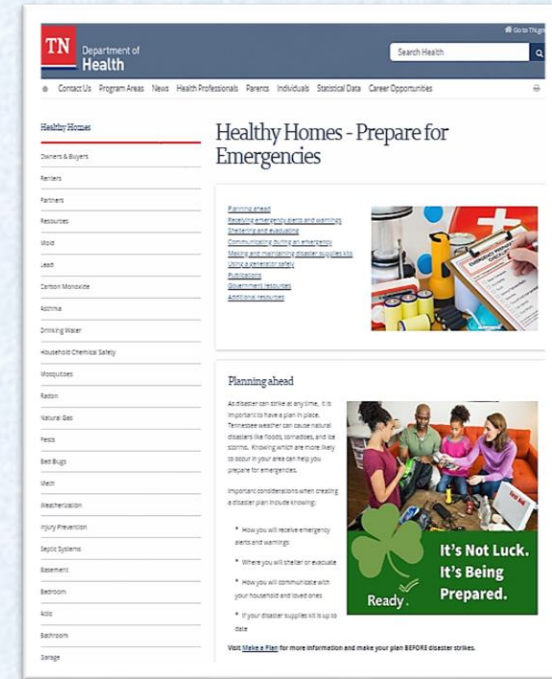 Go to TN.gov
TN
Department of
Health
Search Health
Contact Us Program Areas News Health Professionals Parents Individuals Statistical Data Career Opportunities
Healthy Homes
Owners & Buyers
Renters
Partners
Resources
Mold
Lead
Carbon Monoxide
Asthma
Drinking Water
Household Chemical Safety
Mosquitoes
Radon
Natural Gas
Pests
Bed Bugs
Meth
Weatherization
Injury Prevention
Septic Systems
Basement
Bedroom
Attic
Bathroom
Garage
Healthy Homes - Prepare for
Emergencies
Planning ahead
Receiving emergency alerts and warnings
Sheltering and evacuating
Communicating during an emergency
Making and maintaining disaster supplies kits
Using a generator safely
Publications
Government resources
Additional resources
Planning ahead
As disaster can strike at any time, it is
important to have a plan in place.
Tennessee weather can cause natural
disasters like floods, tornadoes, and ice
storms. Knowing which are more likely
to occur in your area can help you
prepare for emergencies.
Important considerations when creating
a disaster plan include knowing:
* How you will receive emergency
alerts and warnings
* Where you will shelter or evacuate
* How you will communicate with
your household and loved ones
* If your disaster supplies kit is up to
date
First Aid
It's Not Luck.
It's Being
Prepared.
Ready.
Visit Make a Plan for more information and make your plan BEFORE disaster strikes.